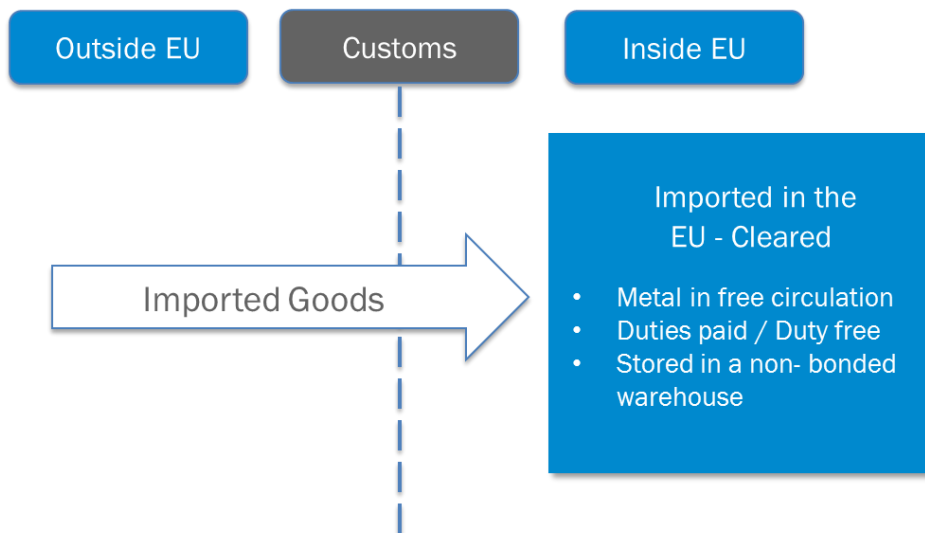 Outside EU
Customs
Inside EU
Imported in the
EU - Cleared
Imported Goods
• Metal in free circulation
• Duties paid / Duty free
• Stored in a non- bonded
warehouse